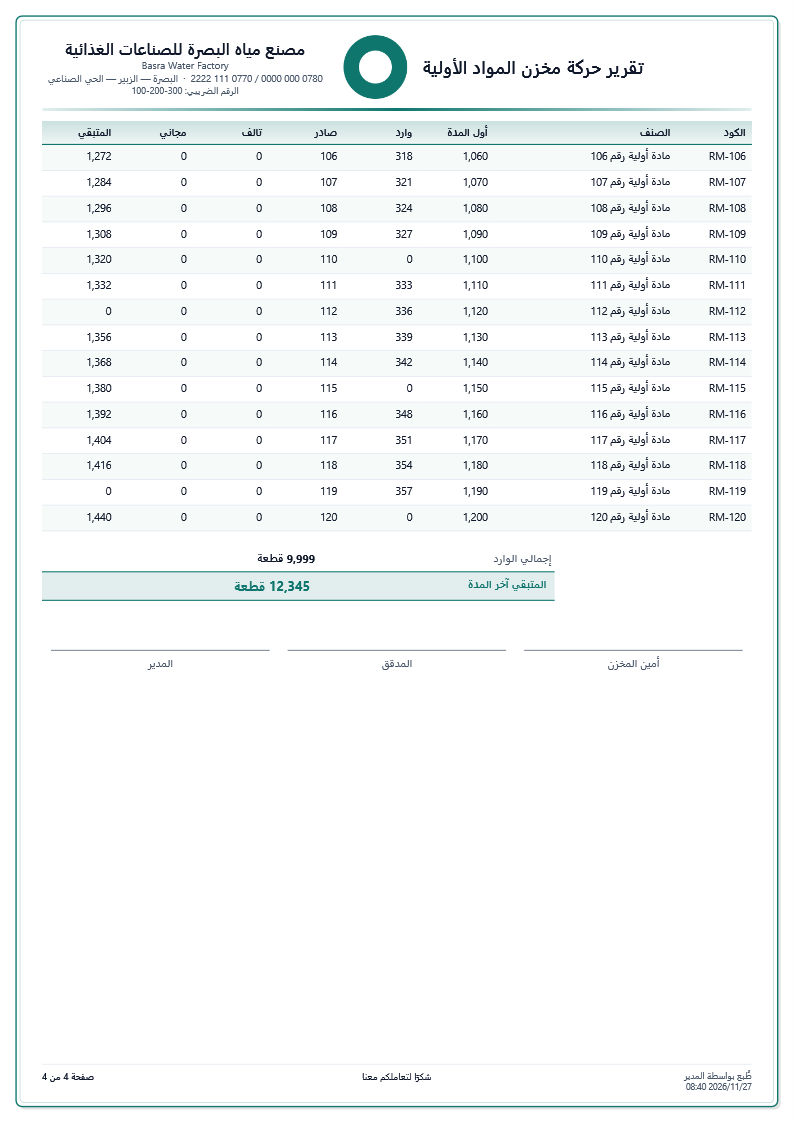 تقرير حركة مخزن المواد الأولية
مصنع مياه البصرة للصناعات الغذائية
Basra Water Factory
0780 000 0000 / 0770 111 2222 · البصرة — الزبير — الحي الصناعي
الرقم الضريبي: 300-200-100
الكود الصنف أول المدة وارد صادر تالف مجاني المتبقي
RM-106 مادة أولية رقم 106 1,060 318 106 0 0 1,272
RM-107 مادة أولية رقم 107 1,070 321 107 0 0 1,284
RM-108 مادة أولية رقم 108 1,080 324 108 0 0 1,296
RM-109 مادة أولية رقم 109 1,090 327 109 0 0 1,308
RM-110 مادة أولية رقم 110 1,100 0 110 0 0 1,320
RM-111 مادة أولية رقم 111 1,110 333 111 0 0 1,332
RM-112 مادة أولية رقم 112 1,120 336 112 0 0 0
RM-113 مادة أولية رقم 113 1,130 339 113 0 0 1,356
RM-114 مادة أولية رقم 114 1,140 342 114 0 0 1,368
RM-115 مادة أولية رقم 115 1,150 0 115 0 0 1,380
RM-116 مادة أولية رقم 116 1,160 348 116 0 0 1,392
RM-117 مادة أولية رقم 117 1,170 351 117 0 0 1,404
RM-118 مادة أولية رقم 118 1,180 354 118 0 0 1,416
RM-119 مادة أولية رقم 119 1,190 357 119 0 0 0
RM-120 مادة أولية رقم 120 1,200 0 120 0 0 1,440
إجمالي الوارد 9,999 قطعة
المتبقي آخر المدة 12,345 قطعة
أمين المخزن المدقق المدير
طُبع بواسطة المدير شكرًا لتعاملكم معنا صفحة 4 من 4
2026/11/27 08:40